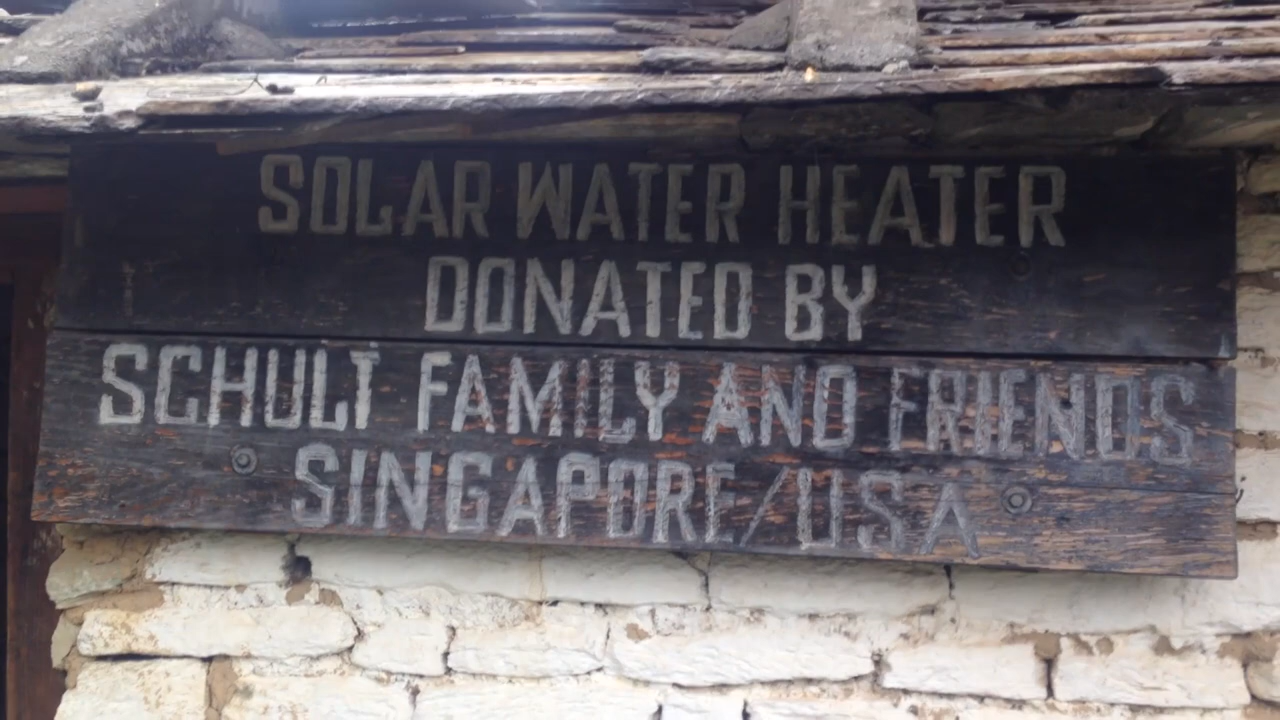 SOLAR WATER HEATER
DONATED BY
SCHULT FAMILY AND FRIENDS
SINGAPORE/USA